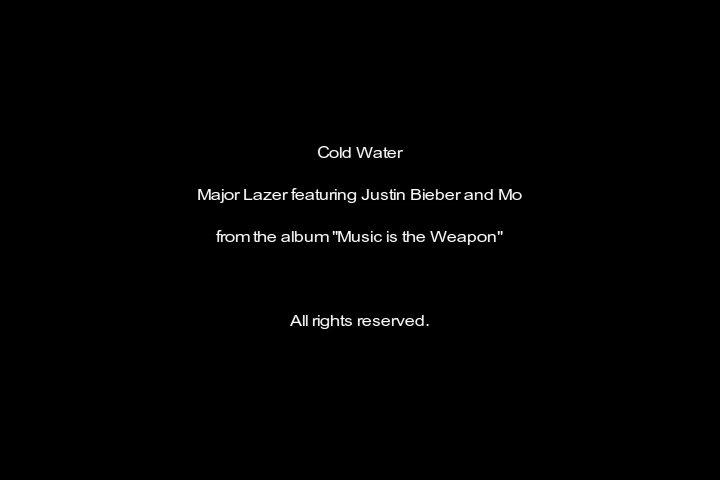 Cold Water
Major Lazer featuring Justin Bieber and Mo
from the album "Music is the Weapon"
All rights reserved.